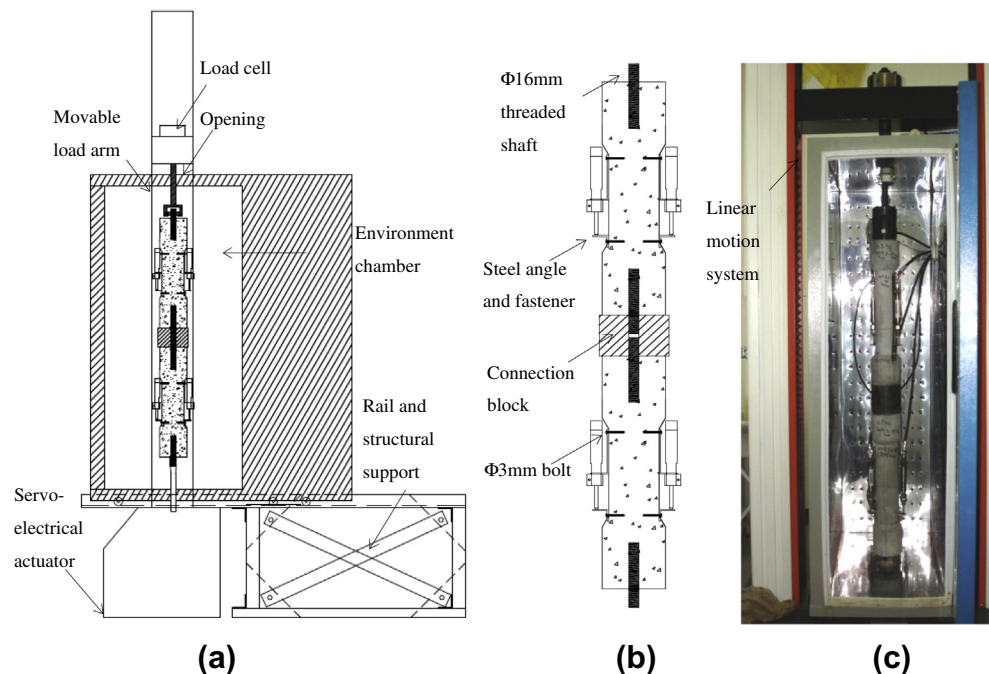 Load cell
Movable
load arm
Opening
Environment
chamber
Rail and
structural
support
Servo-
electrical
actuator
(a)
Φ16mm
threaded
shaft
Steel angle
and fastener
Connection
block
Φ3mm bolt
(b)
Linear
motion
system
(c)